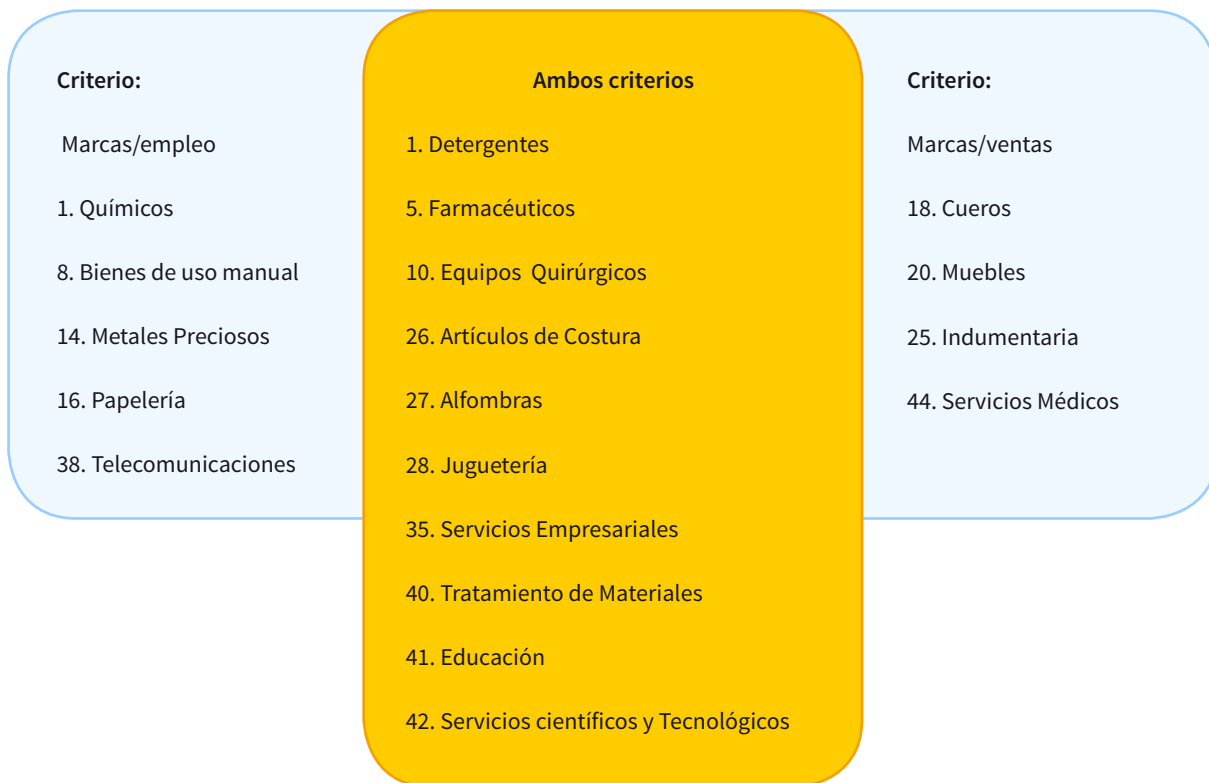 Criterio:
Marcas/empleo
1. Químicos
8. Bienes de uso manual
14. Metales Preciosos
16. Papelería
38. Telecomunicaciones
Ambos criterios
1. Detergentes
5. Farmacéuticos
10. Equipos  Quirúrgicos
26. Artículos de Costura
27. Alfombras
28. Juguetería
35. Servicios Empresariales
40. Tratamiento de Materiales
41. Educación
42. Servicios científicos y Tecnológicos
Criterio:
Marcas/ventas
18. Cueros
20. Muebles
25. Indumentaria
44. Servicios Médicos